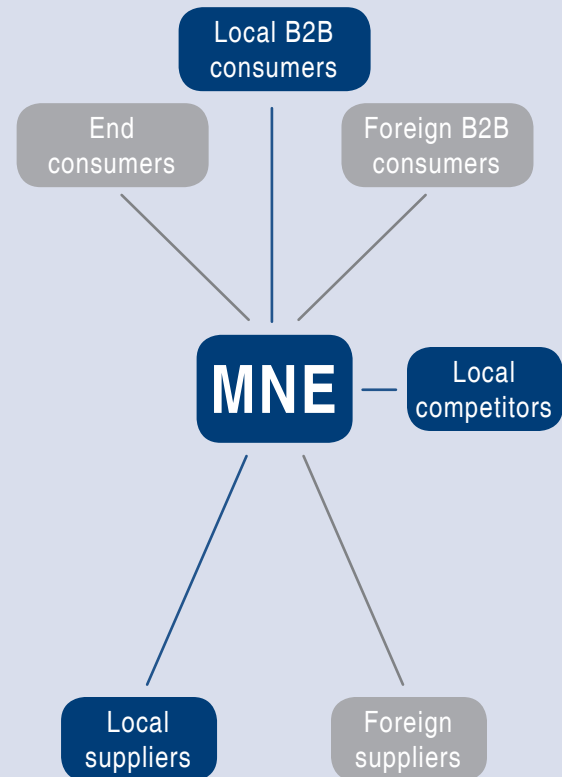 Local B2B
consumers
End
consumers
Foreign B2B
consumers
MNE
Local
competitors
Local
suppliers
Foreign
suppliers